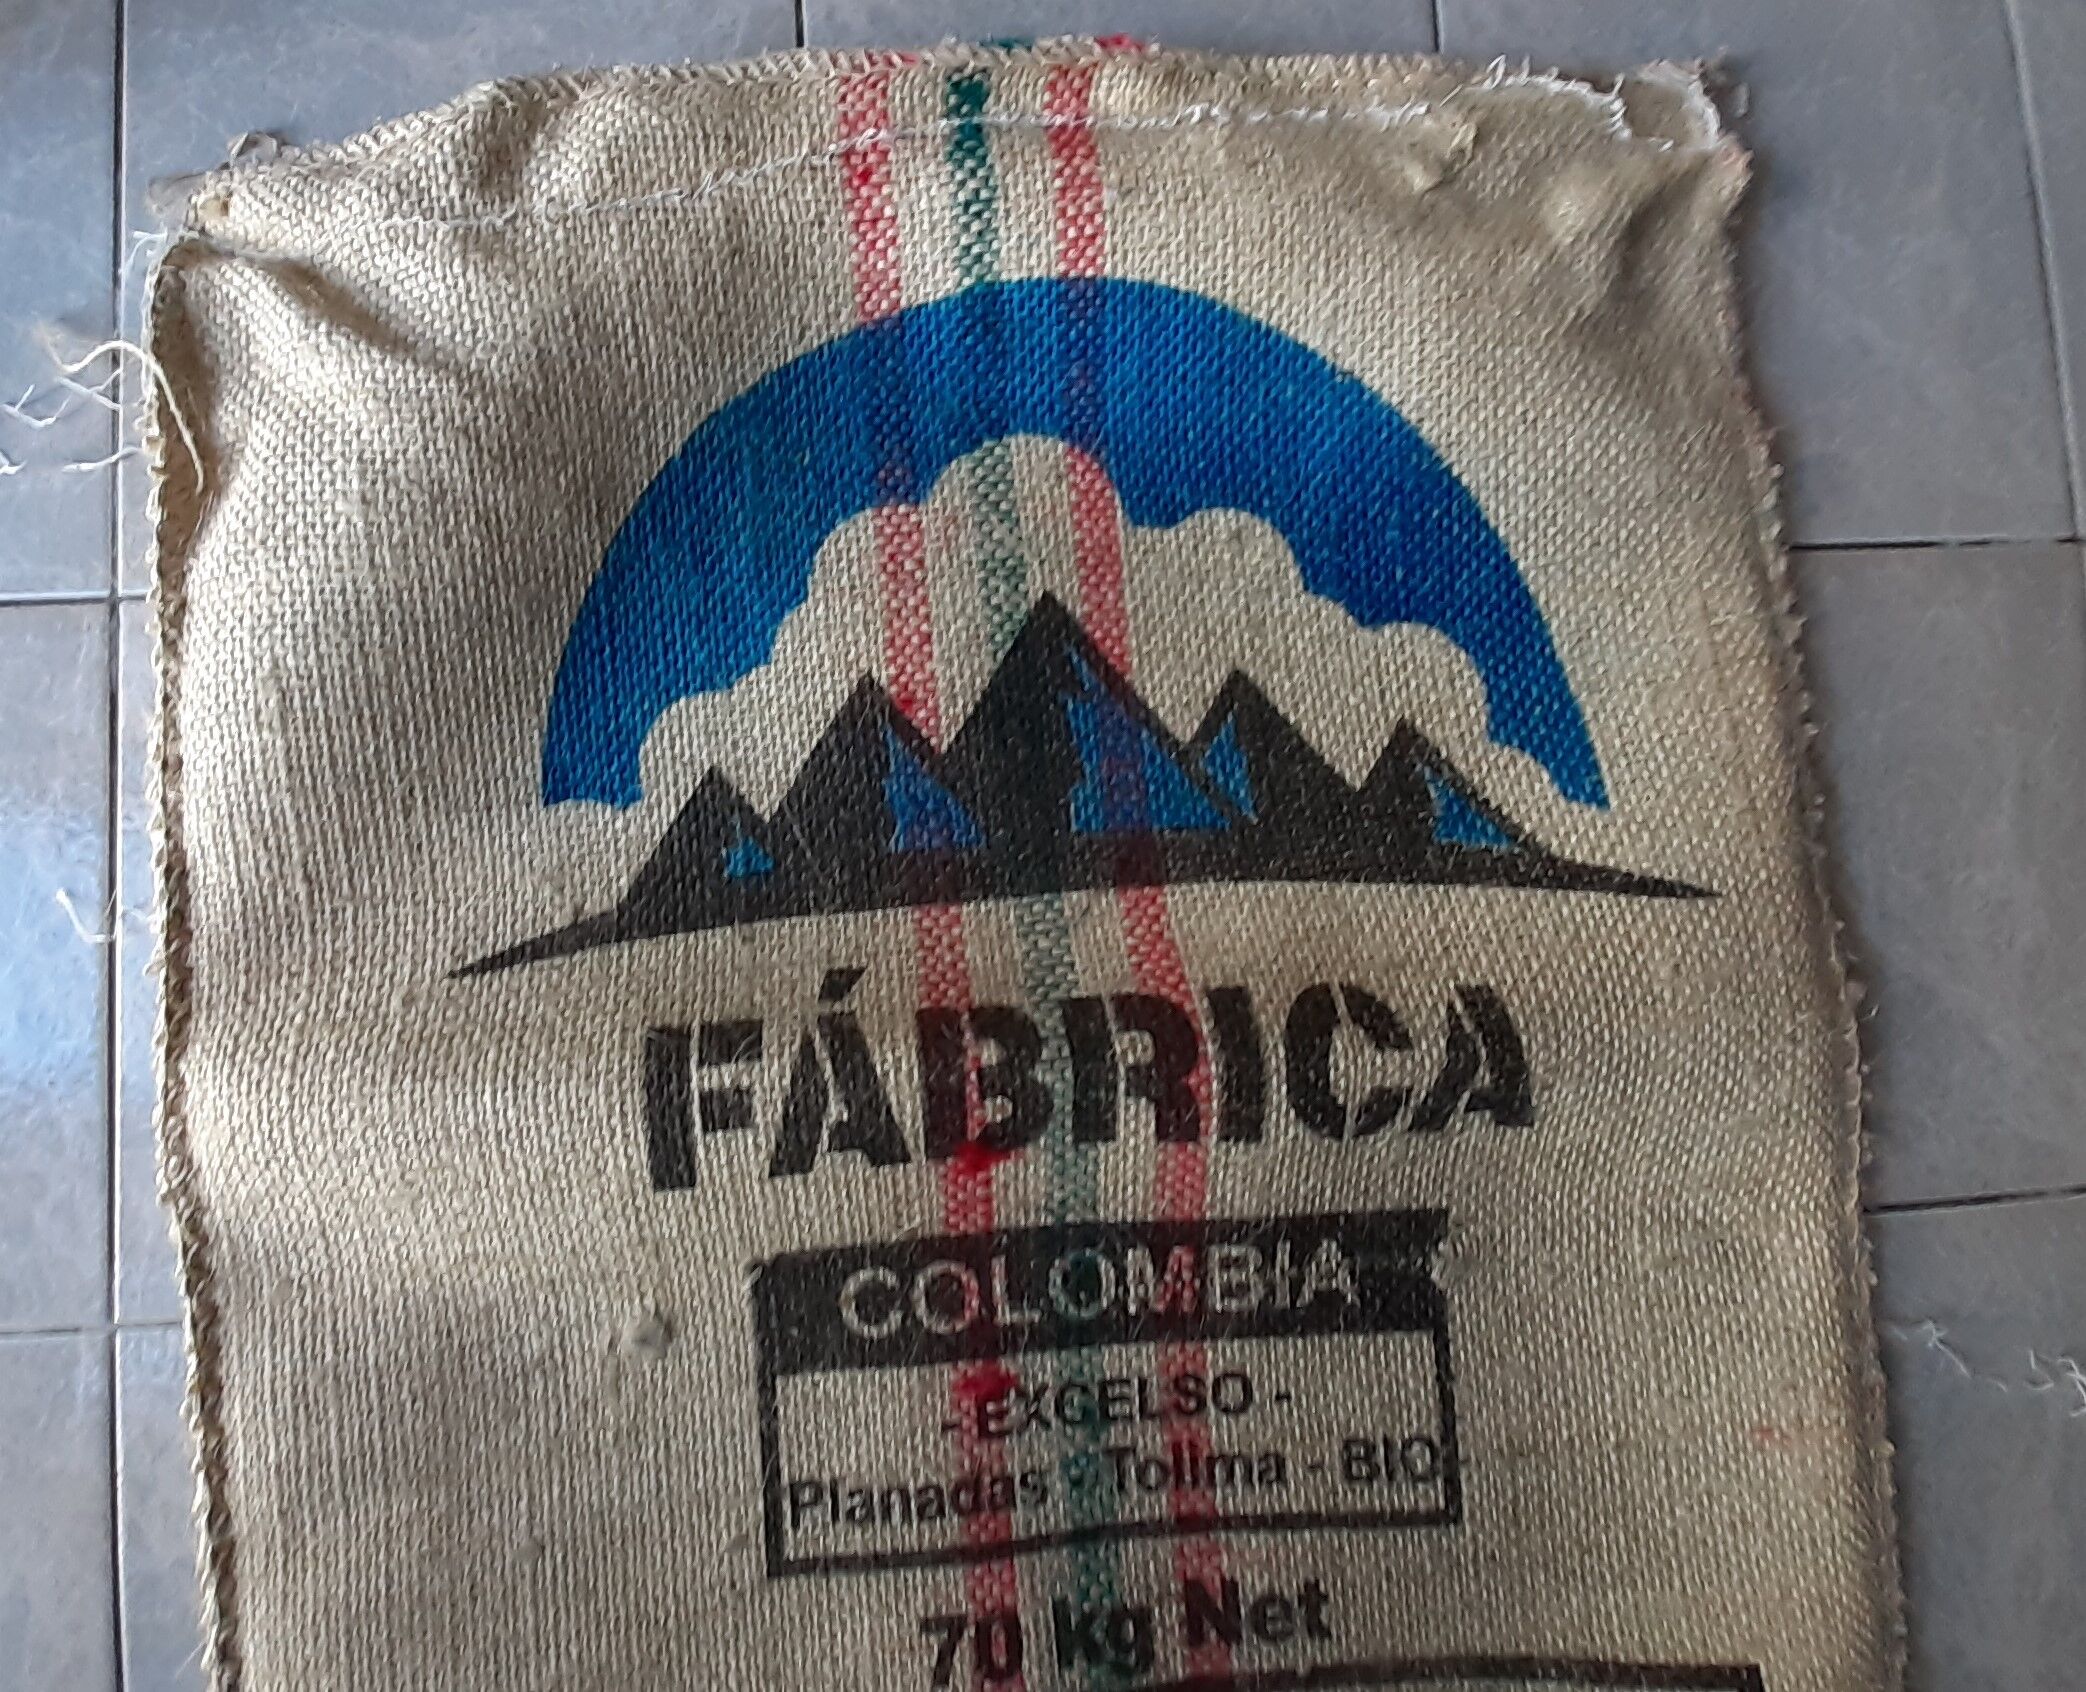 FÁBRICA
COLOMBIA
- EXCELSO -
Planadas - Tolima - BIO
70 kg Net